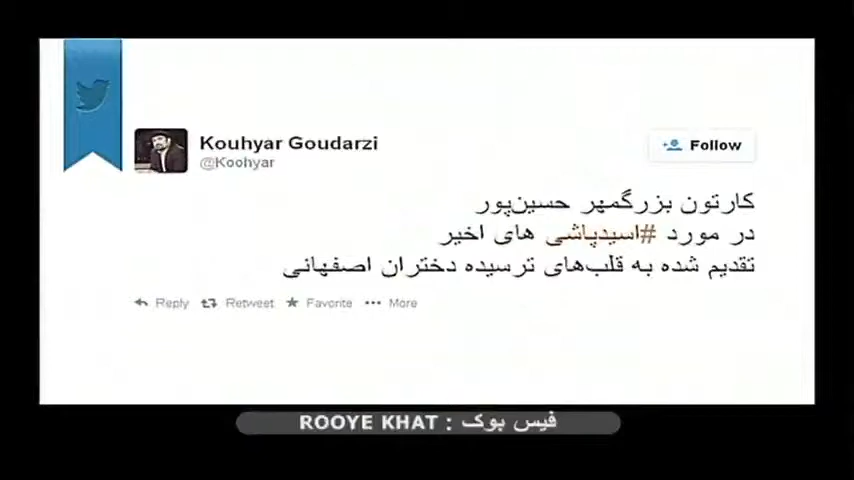 Kouhyar Goudarzi
@Koohyar
Follow
کارتون بزرگمهر حسین‌پور
در مورد #اسیدپاشی های اخیر
تقدیم شده به قلب‌های ترسیده دختران اصفهانی
Reply Retweet Favorite More
فیس بوک : ROOYE KHAT